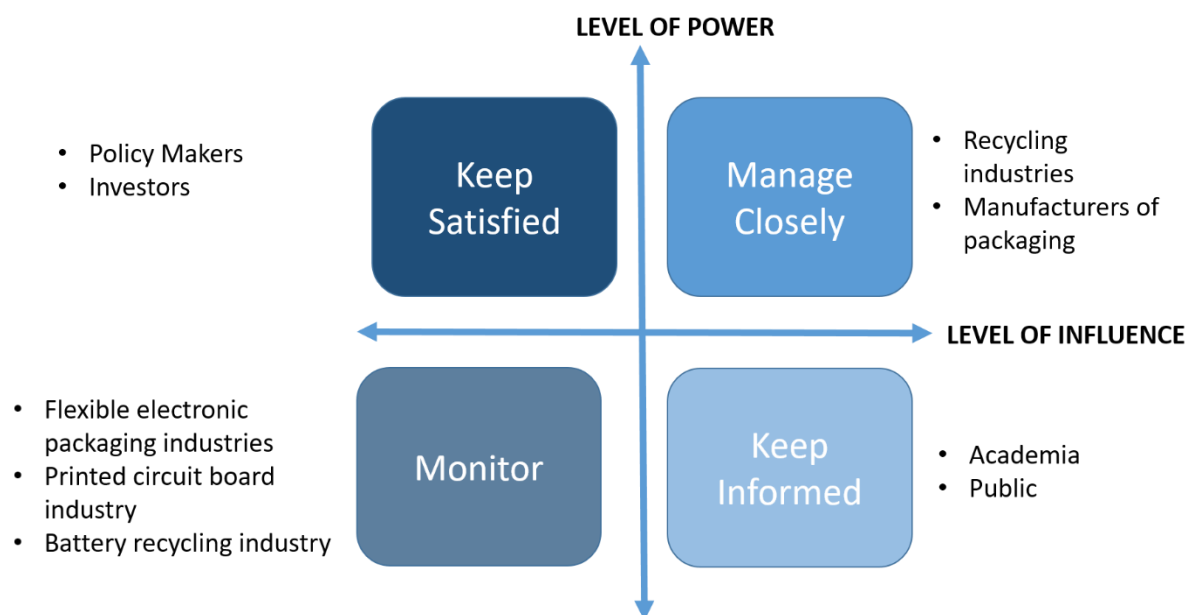 LEVEL OF POWER
• Policy Makers
• Investors
Keep
Satisfied
Manage
Closely
• Recycling
industries
• Manufacturers of
packaging
LEVEL OF INFLUENCE
• Flexible electronic
packaging industries
• Printed circuit board
industry
• Battery recycling industry
Monitor
Keep
Informed
• Academia
• Public